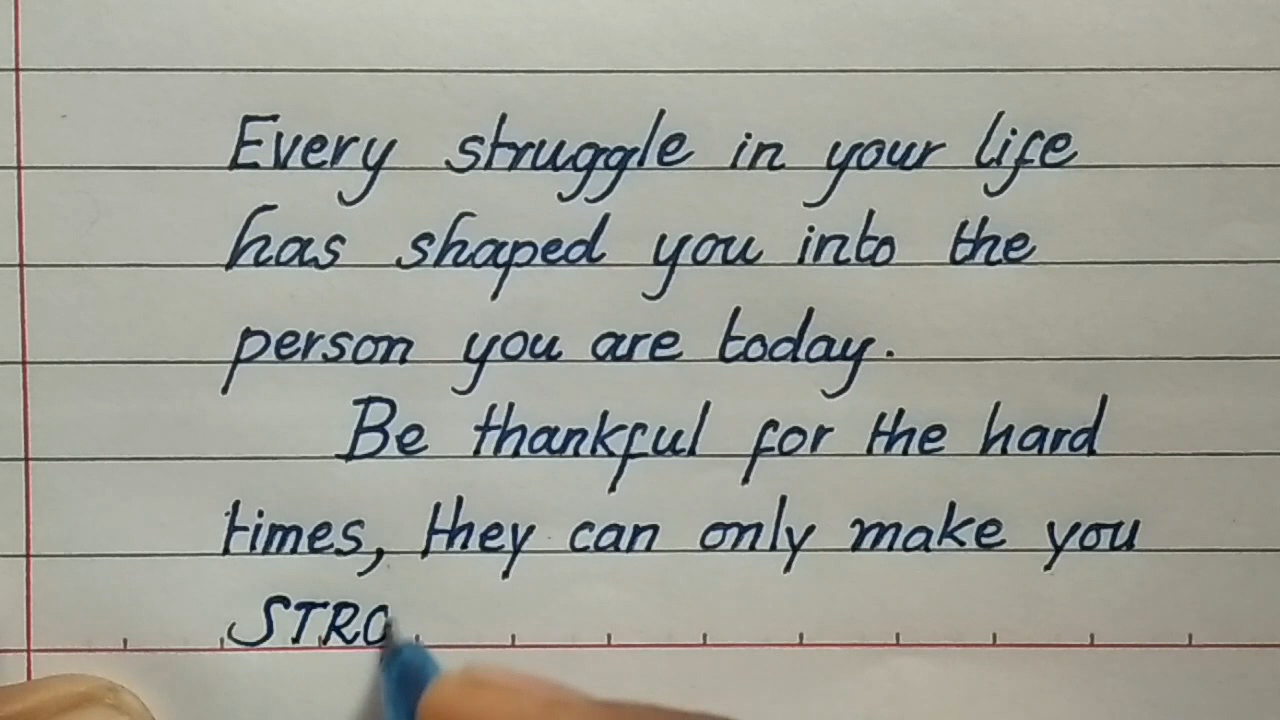 Every struggle in your life
has shaped you into the
person you are today.
Be thankful for the hard
times, they can only make you
STRO